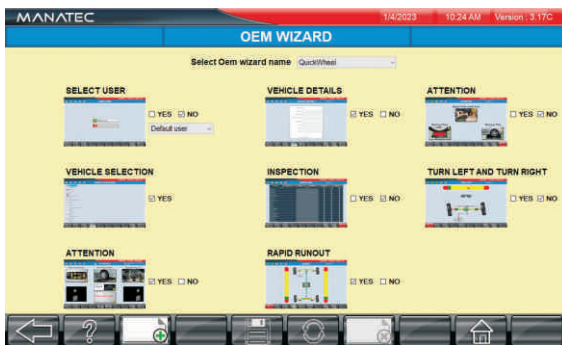 MANATEC 1/4/2023 10:24 AM Version : 3.17C
OEM WIZARD
Select Oem wizard name QuickWheel
SELECT USER VEHICLE DETAILS ATTENTION
YES NO YES NO YES NO
Default user
VEHICLE SELECTION INSPECTION TURN LEFT AND TURN RIGHT
YES YES NO YES NO
ATTENTION RAPID RUNOUT
YES NO YES NO